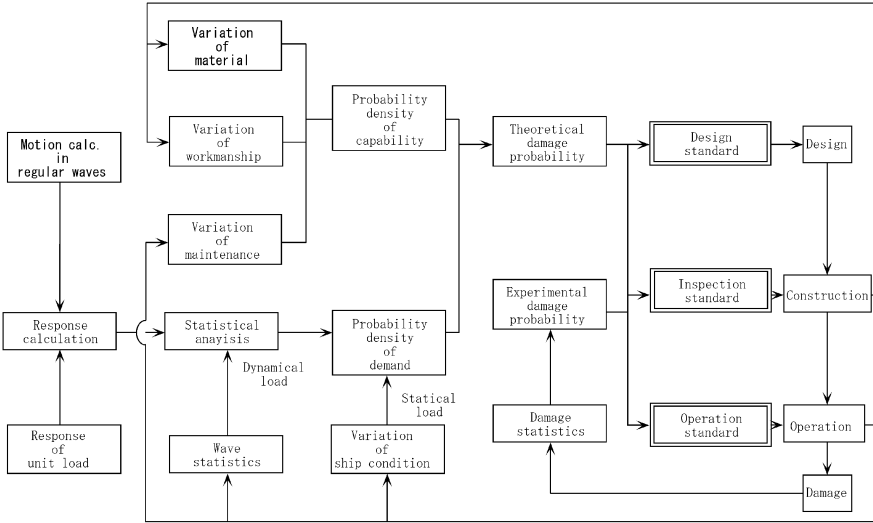 Variation
of
material
Variation
of
workmanship
Variation
of
maintenance
Motion calc.
in
regular waves
Response
calculation
Response
of
unit load
Statistical
anayisis
Dynamical
load
Wave
statistics
Probability
density
of
capability
Probability
density
of
demand
Statical
load
Variation
of
ship condition
Theoretical
damage
probability
Experimental
damage
probability
Damage
statistics
Design
standard
Inspection
standard
Operation
standard
Design
Construction
Operation
Damage